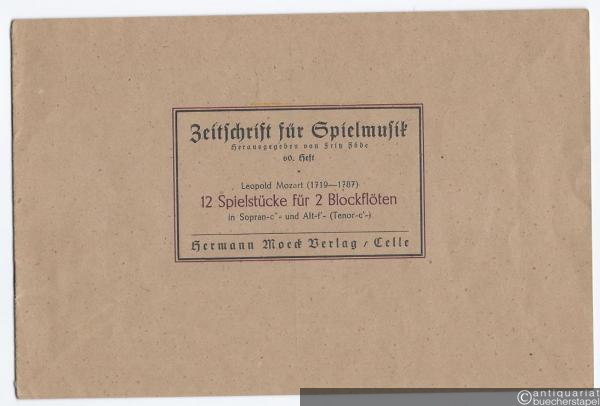 Zeitschrift für Spielmusik
Herausgegeben von Fritz Jöde
60. Heft
Leopold Mozart (1719—1787)
12 Spielstücke für 2 Blockflöten
in Sopran-c"- und Alt-f'- (Tenor-c'-)
Hermann Moeck Verlag / Celle
© antiquariat
buecherstapel